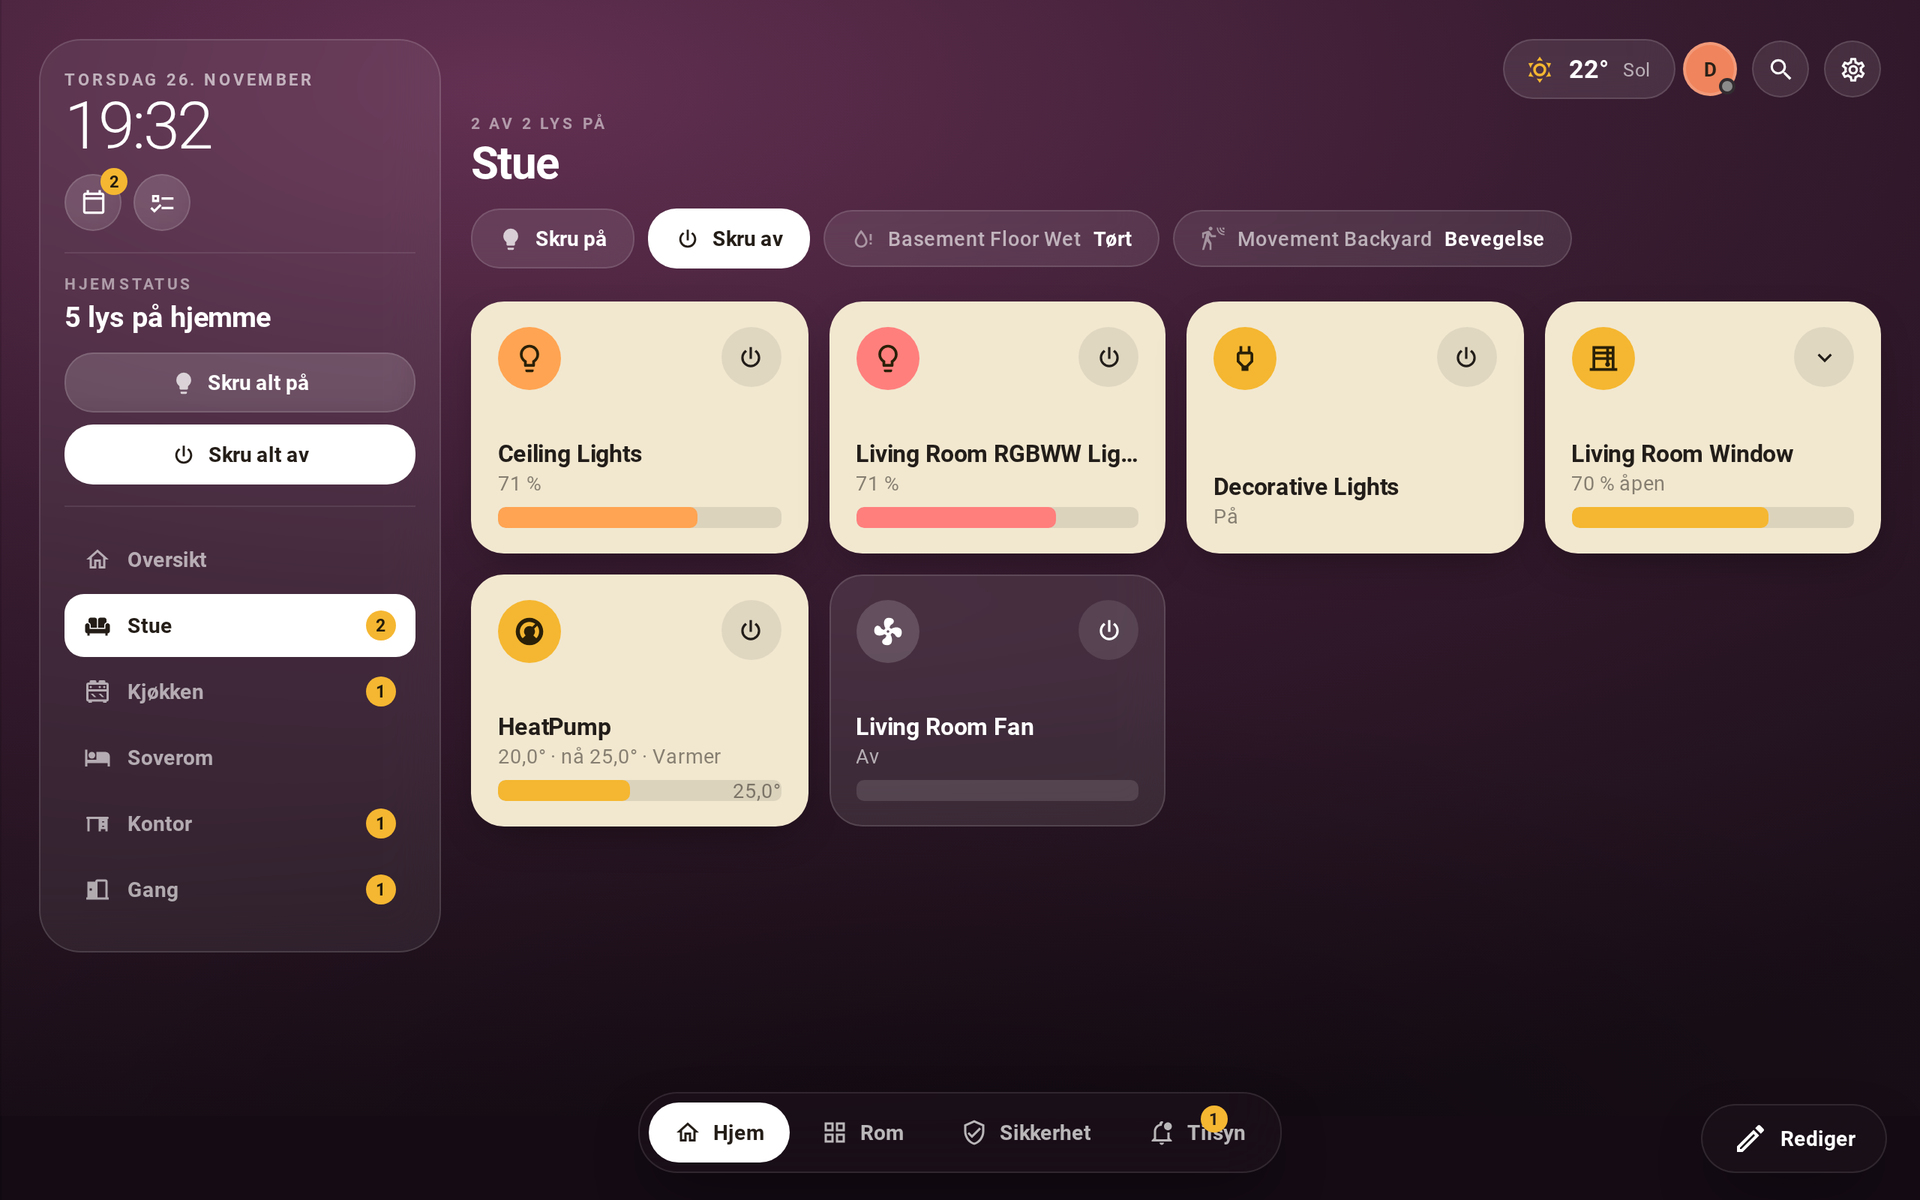 TORSDAG 26. NOVEMBER
19:32
2
HJEMSTATUS
5 lys på hjemme
Skru alt på
Skru alt av
Oversikt
Stue 2
Kjøkken 1
Soverom
Kontor 1
Gang 1
22° Sol D
2 AV 2 LYS PÅ
Stue
Skru på Skru av Basement Floor Wet Tørt Movement Backyard Bevegelse
Ceiling Lights
71 %
Living Room RGBWW Lig...
71 %
Decorative Lights
På
Living Room Window
70 % åpen
HeatPump
20,0° · nå 25,0° · Varmer
25,0°
Living Room Fan
Av
Hjem Rom Sikkerhet Tilsyn 1
Rediger